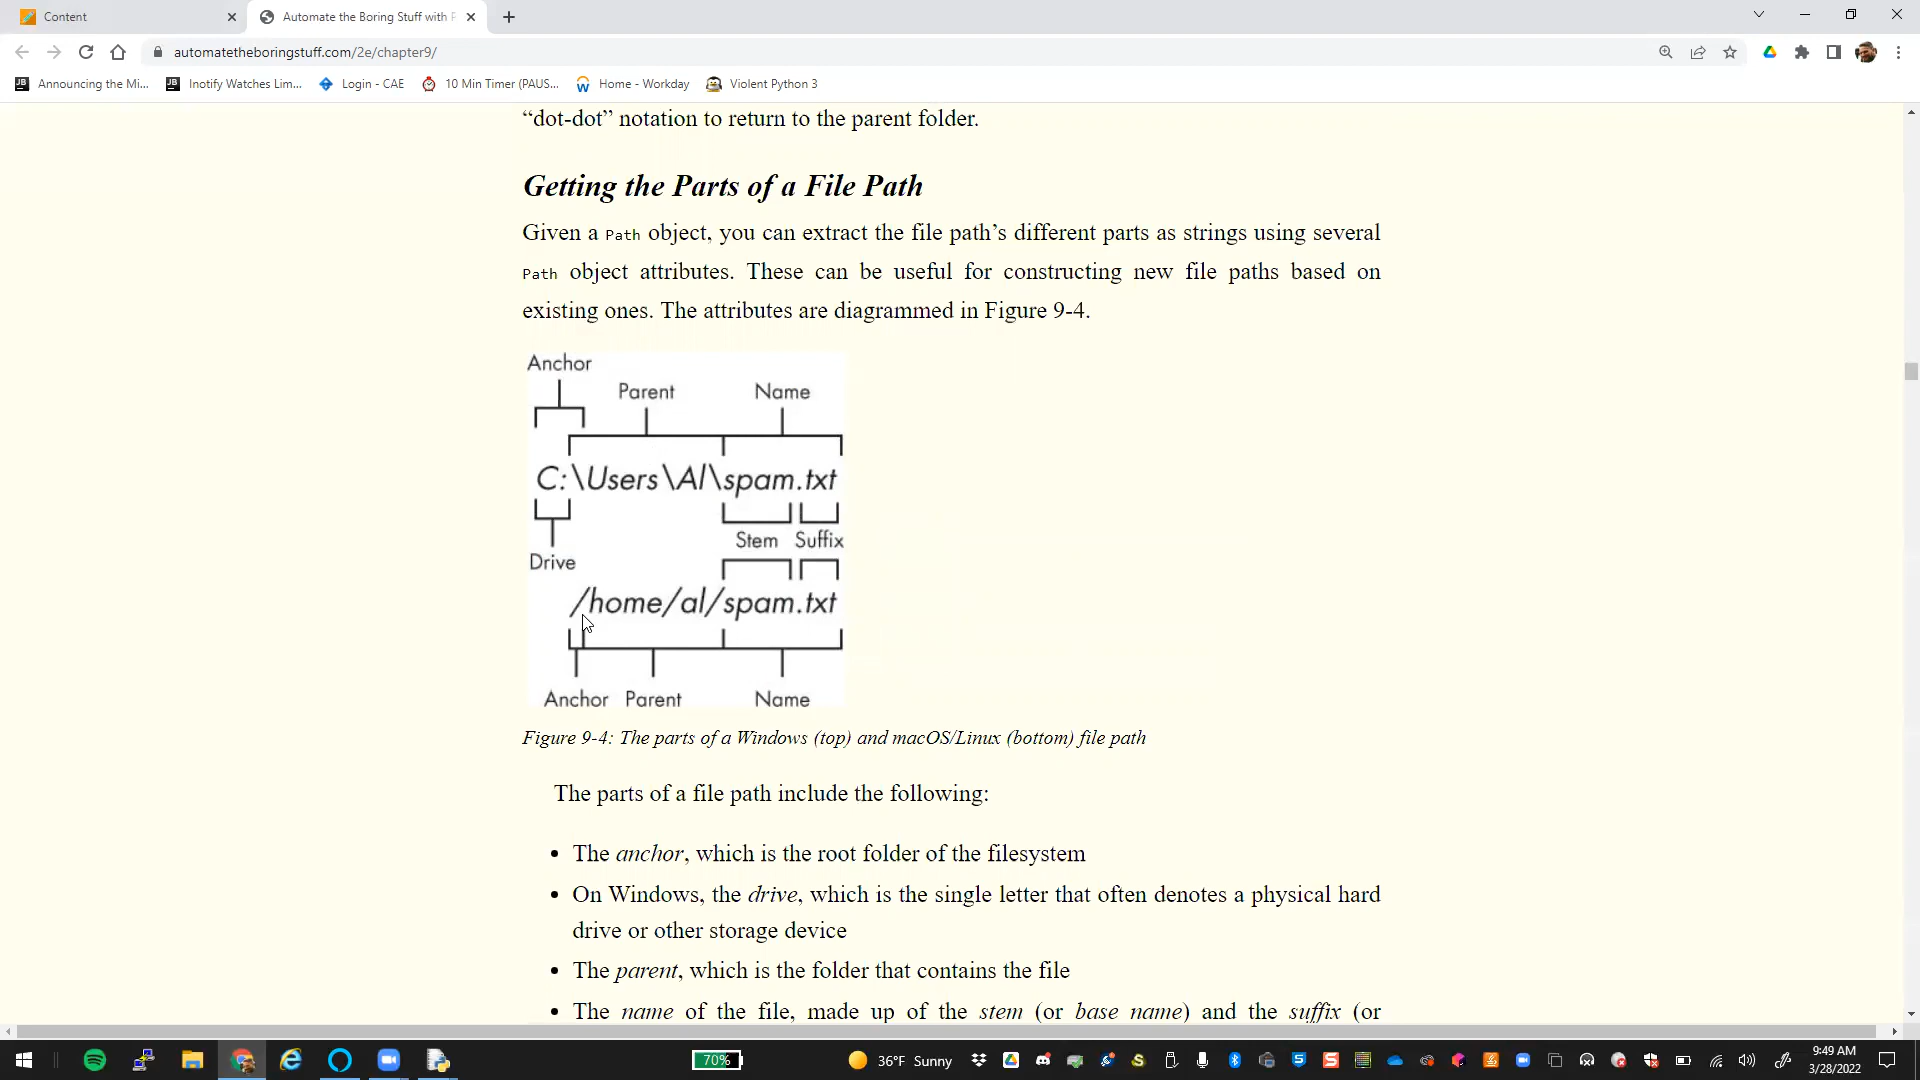 Content
Automate the Boring Stuff with P
automatetheboringstuff.com/2e/chapter9/
Announcing the Mi...
Inotify Watches Lim...
Login - CAE
10 Min Timer (PAUS...
Home - Workday
Violent Python 3
“dot-dot” notation to return to the parent folder.
Getting the Parts of a File Path
Given a Path object, you can extract the file path’s different parts as strings using several
Path object attributes. These can be useful for constructing new file paths based on
existing ones. The attributes are diagrammed in Figure 9-4.
Anchor
Parent Name
C:\Users\Al\spam.txt
Stem Suffix
Drive
/home/al/spam.txt
Anchor Parent Name
Figure 9-4: The parts of a Windows (top) and macOS/Linux (bottom) file path
The parts of a file path include the following:
• The anchor, which is the root folder of the filesystem
• On Windows, the drive, which is the single letter that often denotes a physical hard
drive or other storage device
• The parent, which is the folder that contains the file
• The name of the file, made up of the stem (or base name) and the suffix (or
70%
36°F Sunny
9:49 AM
3/28/2022